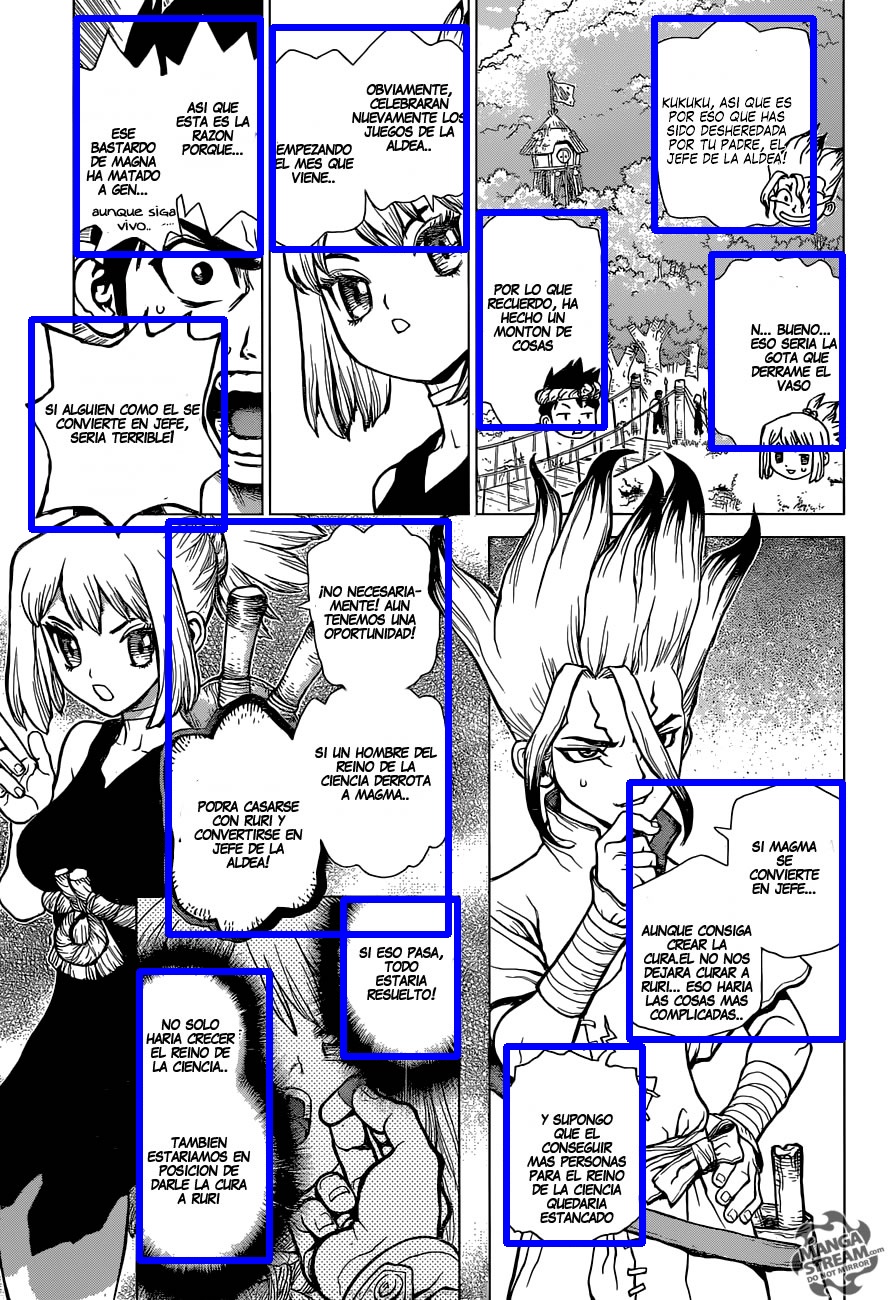 KUKUKU, ASI QUE ES
POR ESO QUE HAS
SIDO DESHEREDADA
POR TU PADRE, EL
JEFE DE LA ALDEA!
POR LO QUE
RECUERDO, HA
HECHO UN
MONTON DE
COSAS
N... BUENO...
ESO SERIA LA
GOTA QUE
DERRAME EL
VASO
OBVIAMENTE,
CELEBRARAN
NUEVAMENTE LOS
JUEGOS DE LA
ALDEA..
EMPEZANDO
EL MES QUE
VIENE..
ASI QUE
ESTA ES LA
RAZON
PORQUE...
ESE
BASTARDO
DE MAGNA
HA MATADO
A GEN...
aunque siga
vivo..
SI ALGUIEN COMO EL SE
CONVIERTE EN JEFE,
SERIA TERRIBLE!
SI MAGMA
SE
CONVIERTE
EN JEFE...
AUNQUE CONSIGA
CREAR LA
CURA.EL NO NOS
DEJARA CURAR A
RURI... ESO HARIA
LAS COSAS MAS
COMPLICADAS..
Y SUPONGO
QUE EL
CONSEGUIR
MAS PERSONAS
PARA EL REINO
DE LA CIENCIA
QUEDARIA
ESTANCADO
¡NO NECESARIA-
MENTE! AUN
TENEMOS UNA
OPORTUNIDAD!
SI UN HOMBRE DEL
REINO DE LA
CIENCIA DERROTA
A MAGMA..
PODRA CASARSE
CON RURI Y
CONVERTIRSE EN
JEFE DE LA
ALDEA!
SI ESO PASA,
TODO
ESTARIA
RESUELTO!
NO SOLO
HARIA CRECER
EL REINO DE
LA CIENCIA..
TAMBIEN
ESTARIAMOS EN
POSICION DE
DARLE LA CURA
A RURI
MANGA
STREAM.com
DO NOT MIRROR!